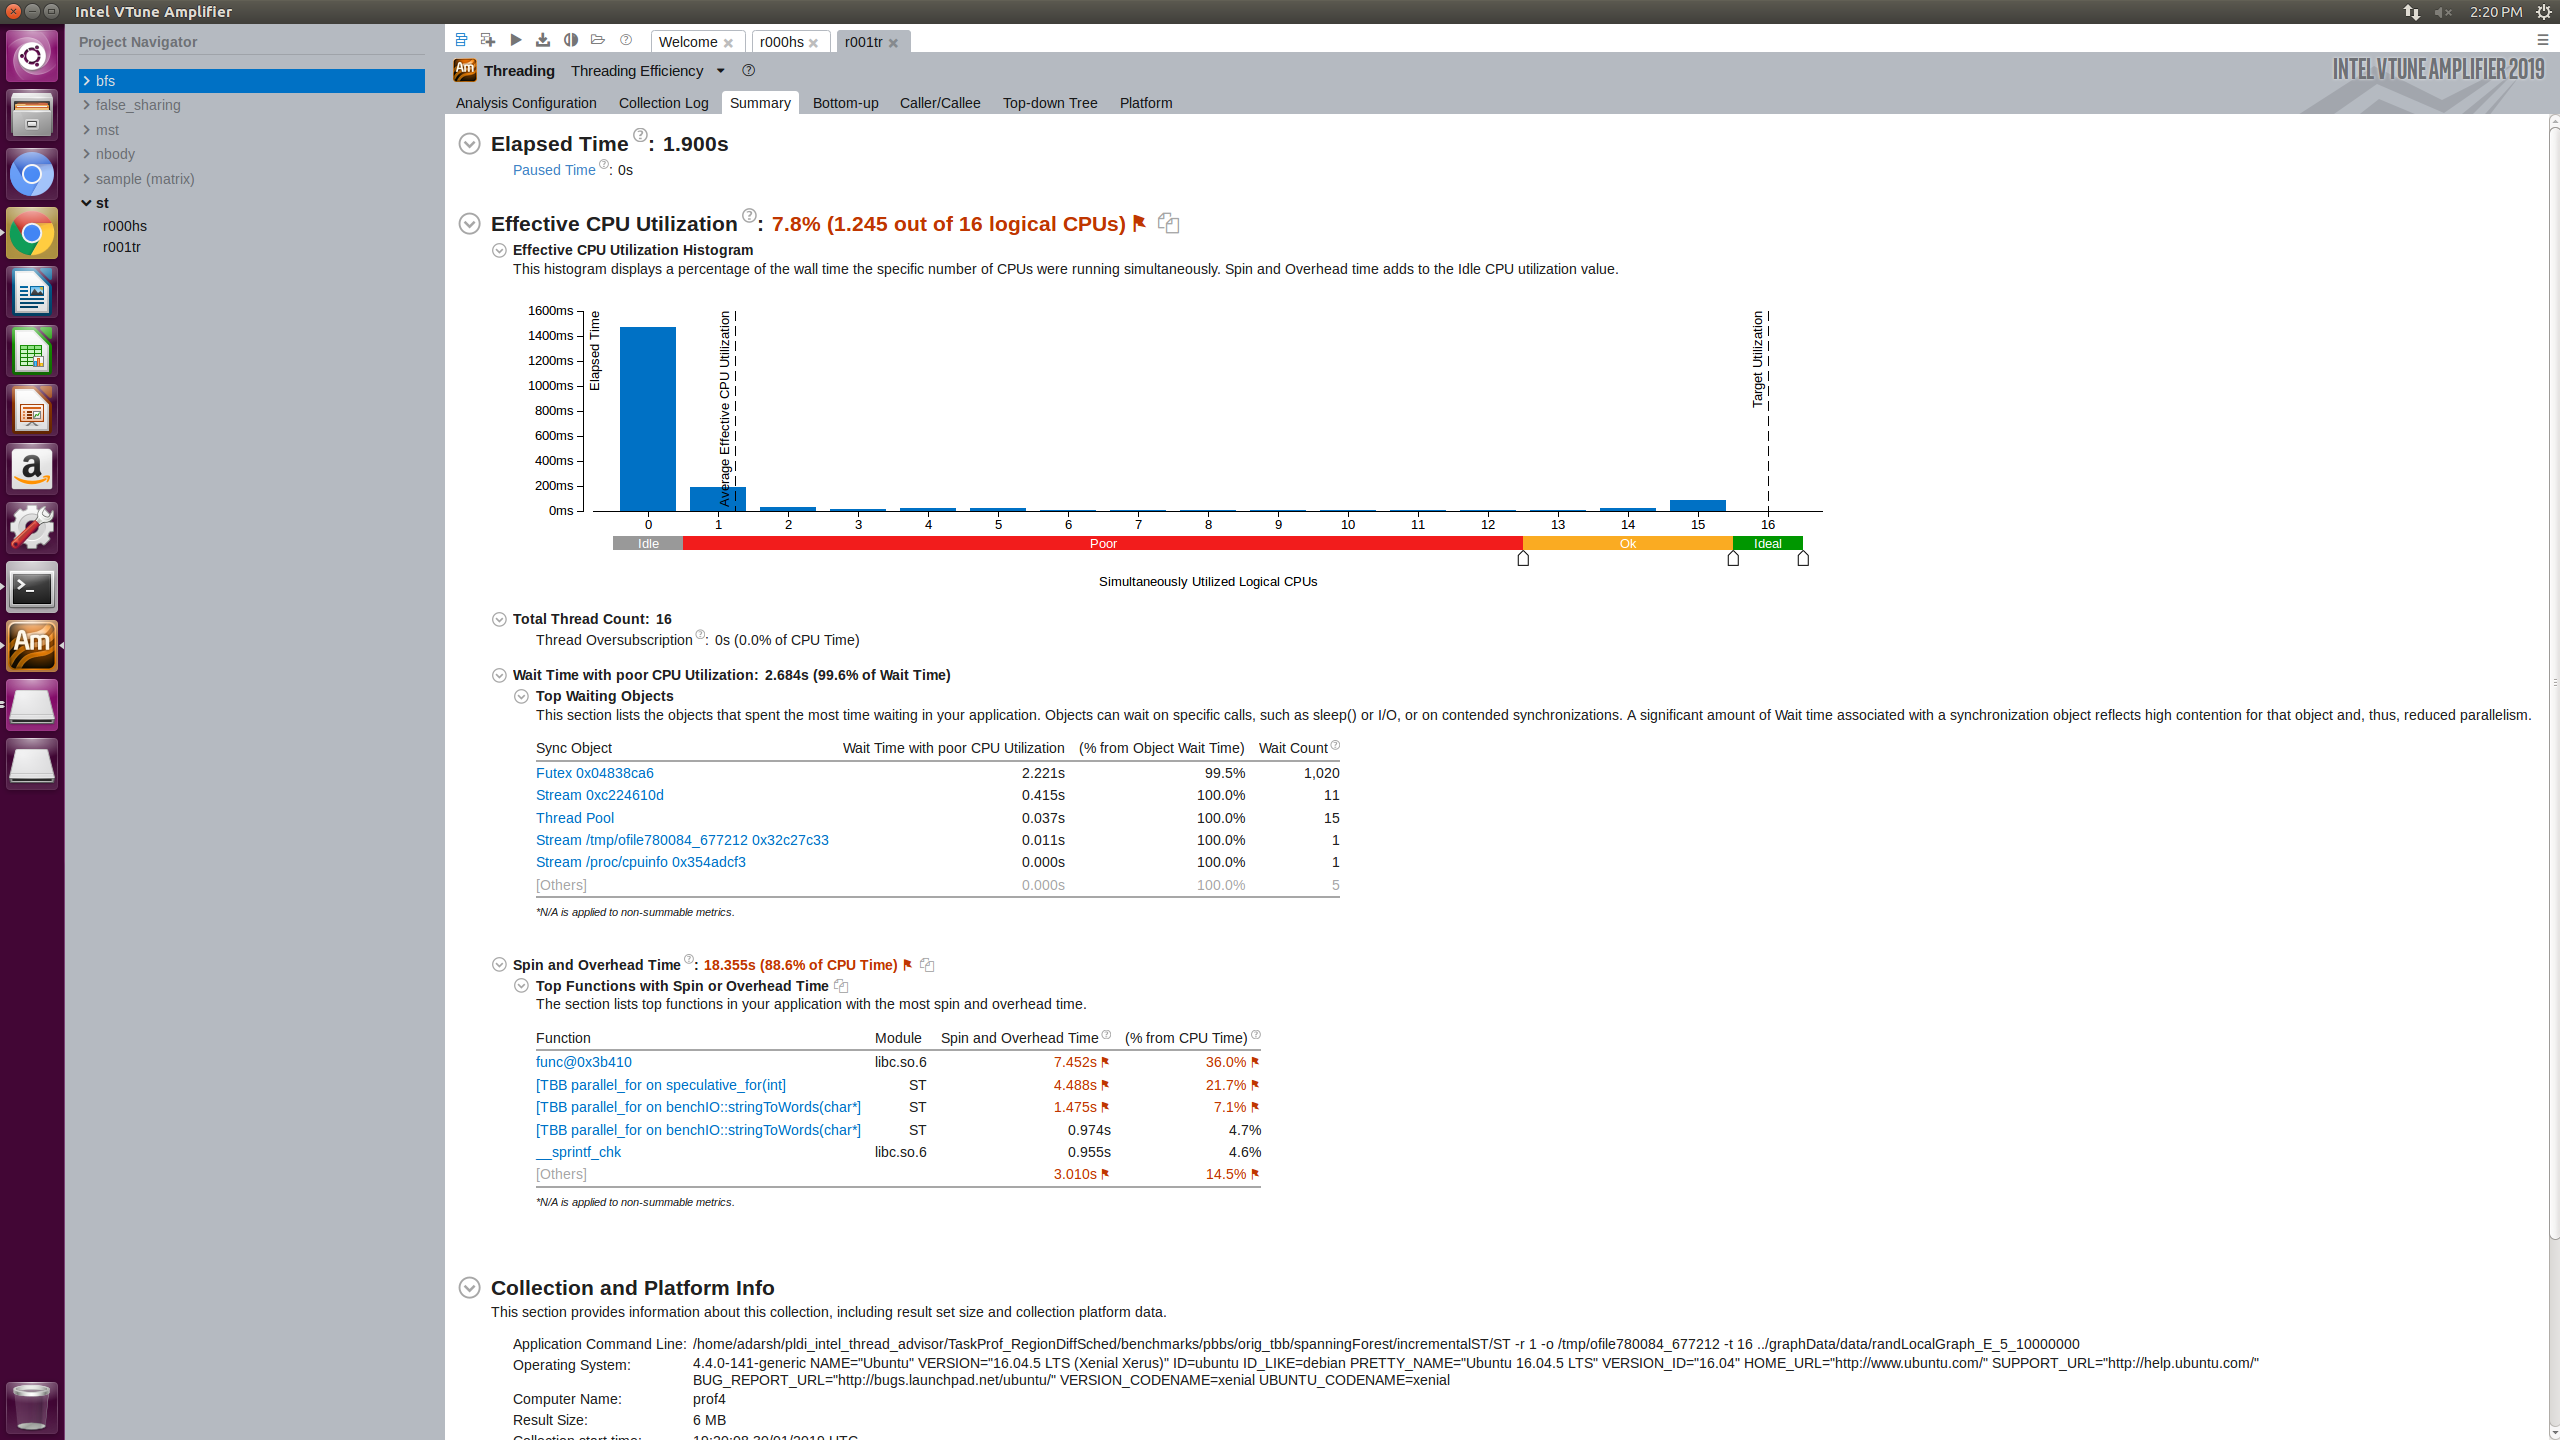 Intel VTune Amplifier
2:20 PM
Project Navigator
bfs
false_sharing
mst
nbody
sample (matrix)
st
r000hs
r001tr
Welcome
r000hs
r001tr
Am Threading Threading Efficiency
INTEL VTUNE AMPLIFIER 2019
Analysis Configuration Collection Log Summary Bottom-up Caller/Callee Top-down Tree Platform
Elapsed Time: 1.900s
Paused Time: 0s
Effective CPU Utilization: 7.8% (1.245 out of 16 logical CPUs)
Effective CPU Utilization Histogram
This histogram displays a percentage of the wall time the specific number of CPUs were running simultaneously. Spin and Overhead time adds to the Idle CPU utilization value.
1600ms
1400ms
1200ms
1000ms
800ms
600ms
400ms
200ms
0ms
Elapsed Time
Average Effective CPU Utilization
Target Utilization
0 1 2 3 4 5 6 7 8 9 10 11 12 13 14 15 16
Idle Poor Ok Ideal
Simultaneously Utilized Logical CPUs
Total Thread Count: 16
Thread Oversubscription: 0s (0.0% of CPU Time)
Wait Time with poor CPU Utilization: 2.684s (99.6% of Wait Time)
Top Waiting Objects
This section lists the objects that spent the most time waiting in your application. Objects can wait on specific calls, such as sleep() or I/O, or on contended synchronizations. A significant amount of Wait time associated with a synchronization object reflects high contention for that object and, thus, reduced parallelism.
Sync Object Wait Time with poor CPU Utilization (% from Object Wait Time) Wait Count
Futex 0x04838ca6 2.221s 99.5% 1,020
Stream 0xc224610d 0.415s 100.0% 11
Thread Pool 0.037s 100.0% 15
Stream /tmp/ofile780084_677212 0x32c27c33 0.011s 100.0% 1
Stream /proc/cpuinfo 0x354adcf3 0.000s 100.0% 1
[Others] 0.000s 100.0% 5
*N/A is applied to non-summable metrics.
Spin and Overhead Time: 18.355s (88.6% of CPU Time)
Top Functions with Spin or Overhead Time
The section lists top functions in your application with the most spin and overhead time.
Function Module Spin and Overhead Time (% from CPU Time)
func@0x3b410 libc.so.6 7.452s 36.0%
[TBB parallel_for on speculative_for(int] ST 4.488s 21.7%
[TBB parallel_for on benchIO::stringToWords(char*] ST 1.475s 7.1%
[TBB parallel_for on benchIO::stringToWords(char*] ST 0.974s 4.7%
__sprintf_chk libc.so.6 0.955s 4.6%
[Others] 3.010s 14.5%
*N/A is applied to non-summable metrics.
Collection and Platform Info
This section provides information about this collection, including result set size and collection platform data.
Application Command Line: /home/adarsh/pldi_intel_thread_advisor/TaskProf_RegionDiffSched/benchmarks/pbbs/orig_tbb/spanningForest/incrementalST/ST -r 1 -o /tmp/ofile780084_677212 -t 16 ../graphData/data/randLocalGraph_E_5_10000000
Operating System: 4.4.0-141-generic NAME="Ubuntu" VERSION="16.04.5 LTS (Xenial Xerus)" ID=ubuntu ID_LIKE=debian PRETTY_NAME="Ubuntu 16.04.5 LTS" VERSION_ID="16.04" HOME_URL="http://www.ubuntu.com/" SUPPORT_URL="http://help.ubuntu.com/"
BUG_REPORT_URL="http://bugs.launchpad.net/ubuntu/" VERSION_CODENAME=xenial UBUNTU_CODENAME=xenial
Computer Name: prof4
Result Size: 6 MB
Collection start time: 19:20:08 30/01/2019 UTC